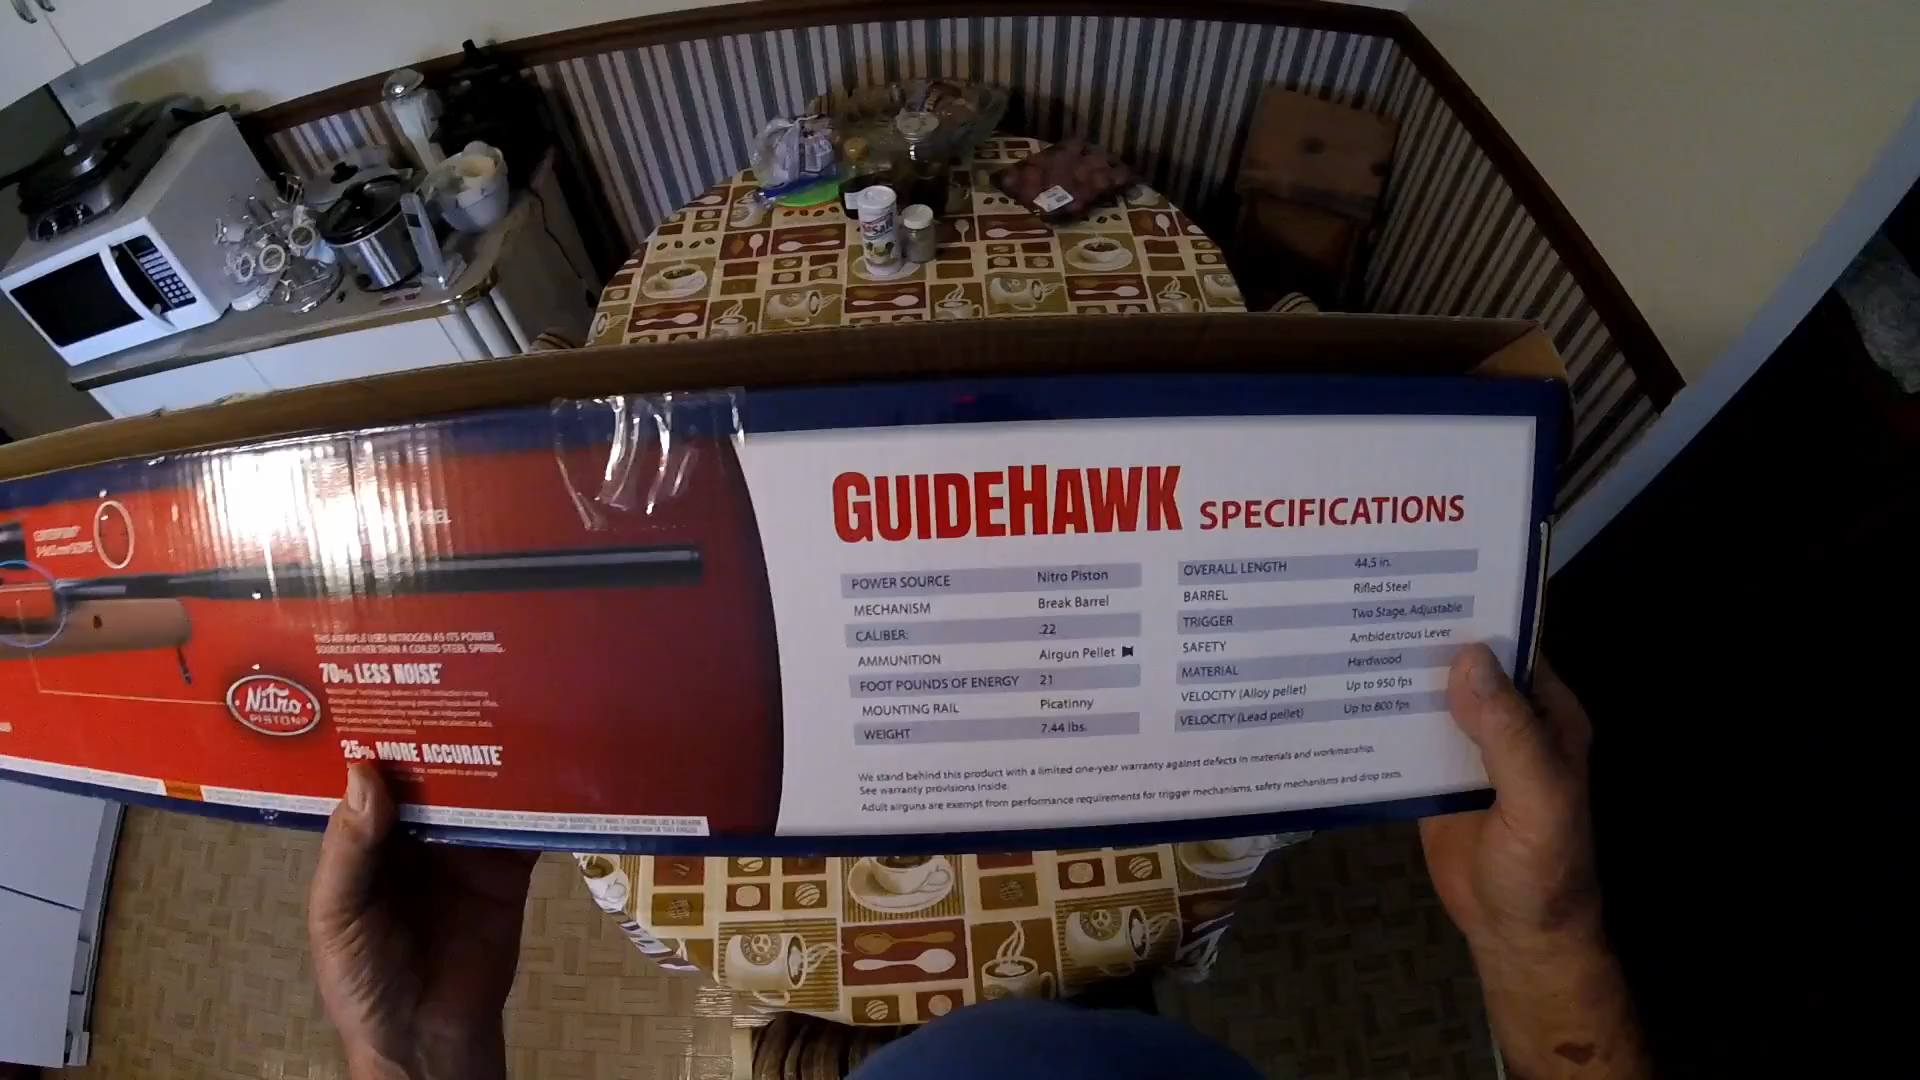 GUIDEHAWK SPECIFICATIONS
POWER SOURCE Nitro Piston
MECHANISM Break Barrel
CALIBER: .22
AMMUNITION Airgun Pellet
FOOT POUNDS OF ENERGY 21
MOUNTING RAIL Picatinny
WEIGHT 7.44 lbs.
OVERALL LENGTH 44.5 in.
BARREL Rifled Steel
TRIGGER Two Stage, Adjustable
SAFETY Ambidextrous Lever
MATERIAL Hardwood
VELOCITY (Alloy pellet) Up to 950 fps
VELOCITY (Lead pellet) Up to 800 fps
We stand behind this product with a limited one-year warranty against defects in materials and workmanship.
See warranty provisions inside.
Adult airguns are exempt from performance requirements for trigger mechanisms, safety mechanisms and drop tests.
THIS AIR RIFLE USES NITROGEN AS ITS POWER
SOURCE RATHER THAN A COILED STEEL SPRING.
70% LESS NOISE*
Nitro
PISTON®
25% MORE ACCURATE*